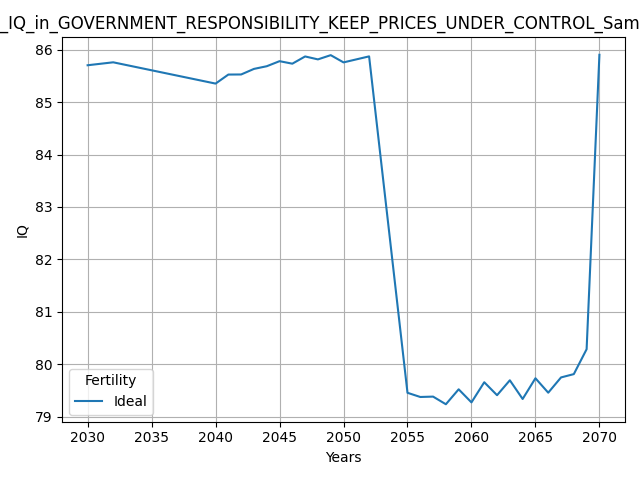 _IQ_in_GOVERNMENT_RESPONSIBILITY_KEEP_PRICES_UNDER_CONTROL_Sam
86
85
84
83
82
81
80
79
IQ
Fertility
Ideal
2030 2035 2040 2045 2050 2055 2060 2065 2070
Years